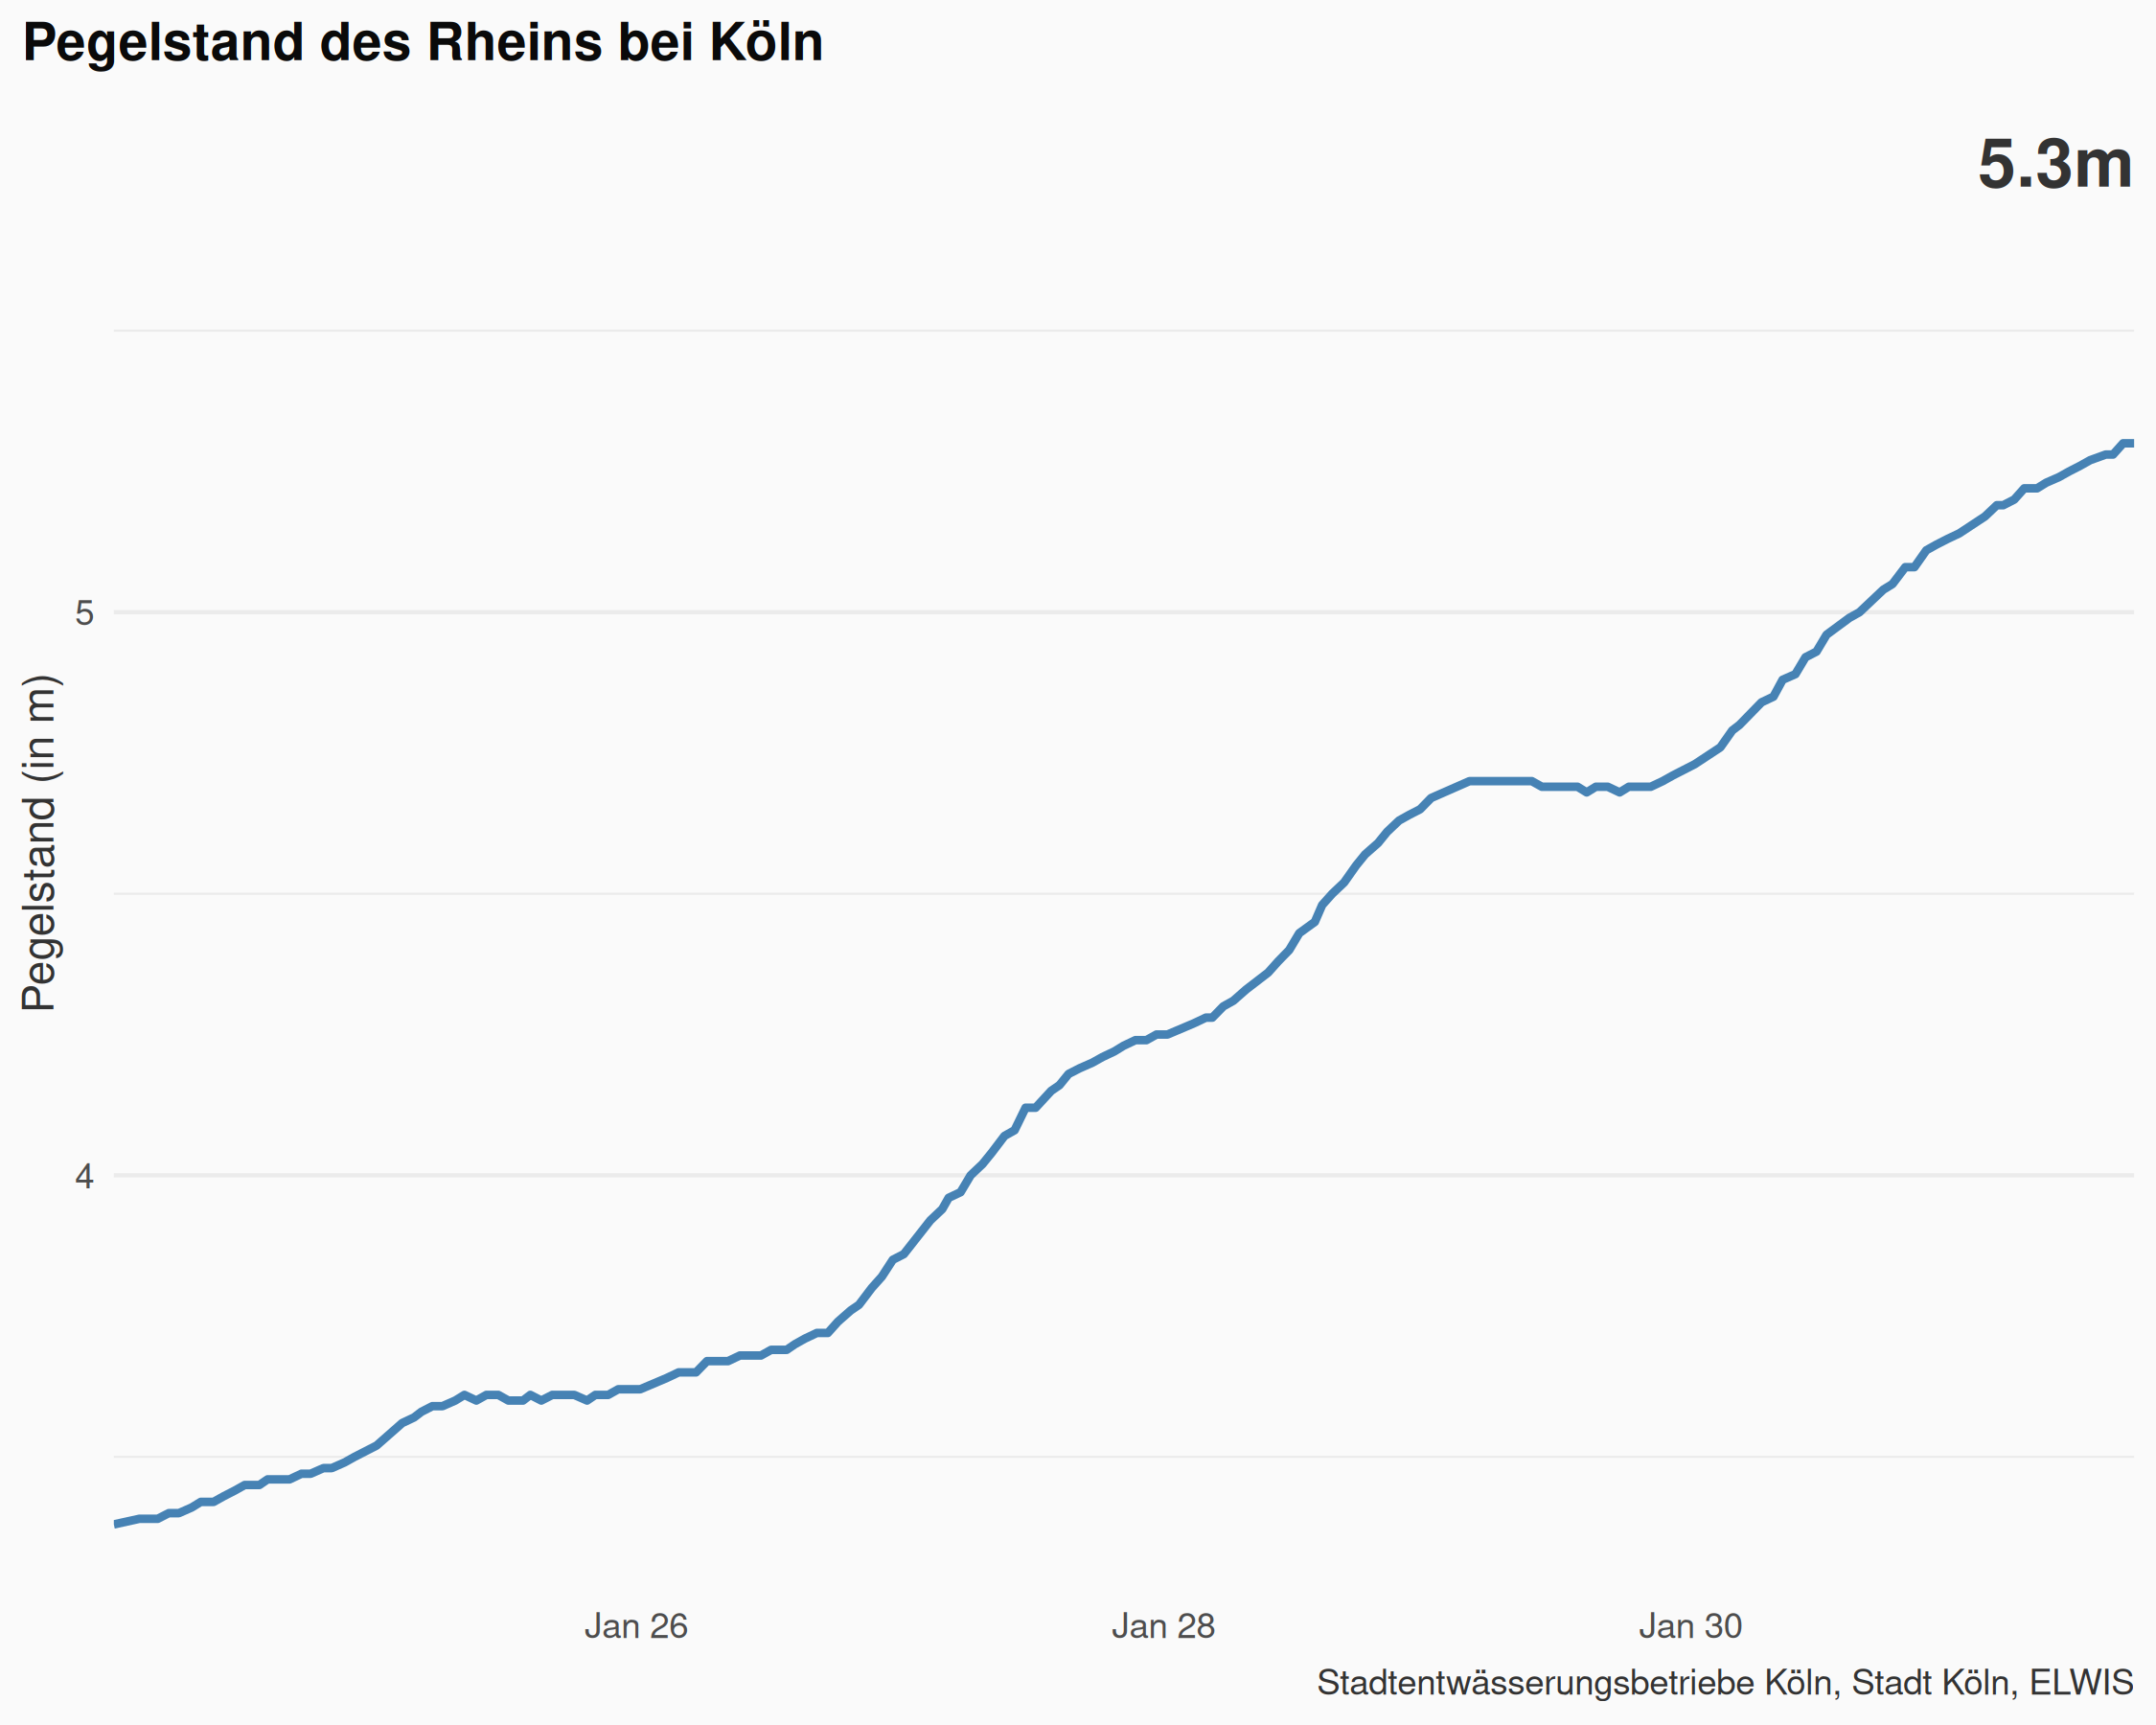 Pegelstand des Rheins bei Köln
5.3m
Pegelstand (in m)
5
4
Jan 26
Jan 28
Jan 30
Stadtentwässerungsbetriebe Köln, Stadt Köln, ELWIS